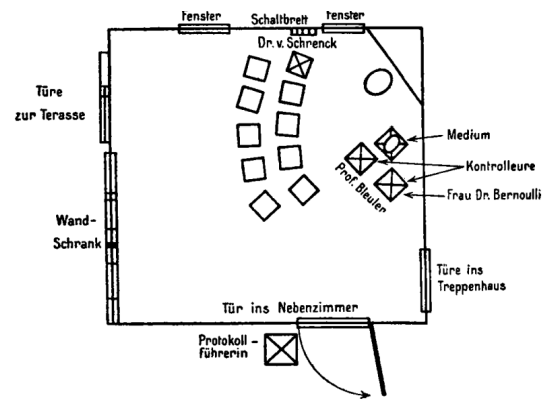 Fenster
Schaltbrett
Fenster
Dr. v. Schrenck
Türe
zur Terasse
Medium
Kontrolleure
Prof. Bleuler
Frau Dr. Bernoulli
Wand-
Schrank
Türe ins
Treppenhaus
Tür ins Nebenzimmer
Protokoll-
führerin